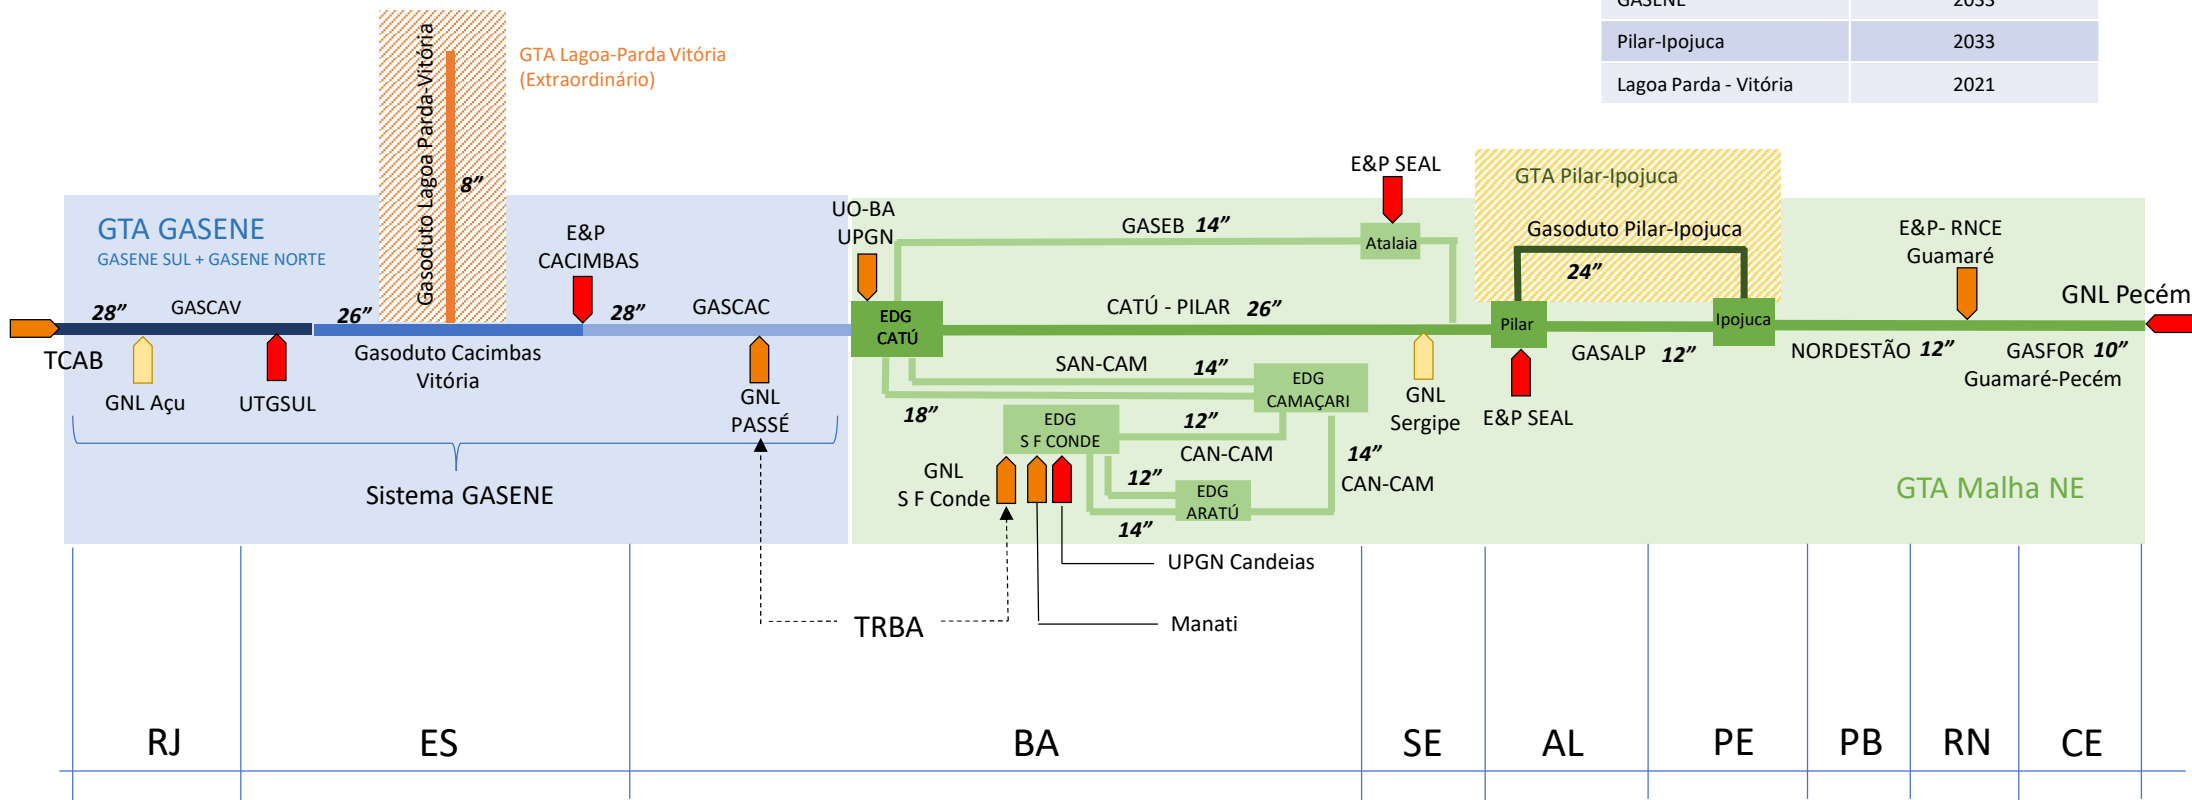 GASENE 2033
Pilar-Ipojuca 2033
Lagoa Parda - Vitória 2021
GTA Lagoa-Parda Vitória
(Extraordinário)
Gasoduto Lagoa Parda-Vitória
8”
GTA GASENE
GASENE SUL + GASENE NORTE
E&P
CACIMBAS
28”
GASCAV
26”
28”
GASCAC
TCAB
GNL Açu
UTGSUL
Gasoduto Cacimbas
Vitória
GNL
PASSÉ
Sistema GASENE
UO-BA
UPGN
EDG
CATÚ
GASEB 14”
E&P SEAL
Atalaia
CATÚ - PILAR 26”
SAN-CAM 14”
18”
EDG
CAMAÇARI
EDG
S F CONDE
12”
CAN-CAM
14”
CAN-CAM
GNL
S F Conde
12”
EDG
ARATÚ
14”
UPGN Candeias
Manati
TRBA
GNL
Sergipe
GTA Pilar-Ipojuca
Gasoduto Pilar-Ipojuca
24”
Pilar
Ipojuca
E&P SEAL
GASALP 12”
E&P- RNCE
Guamaré
GNL Pecém
NORDESTÃO 12”
GASFOR 10”
Guamaré-Pecém
GTA Malha NE
RJ ES BA SE AL PE PB RN CE